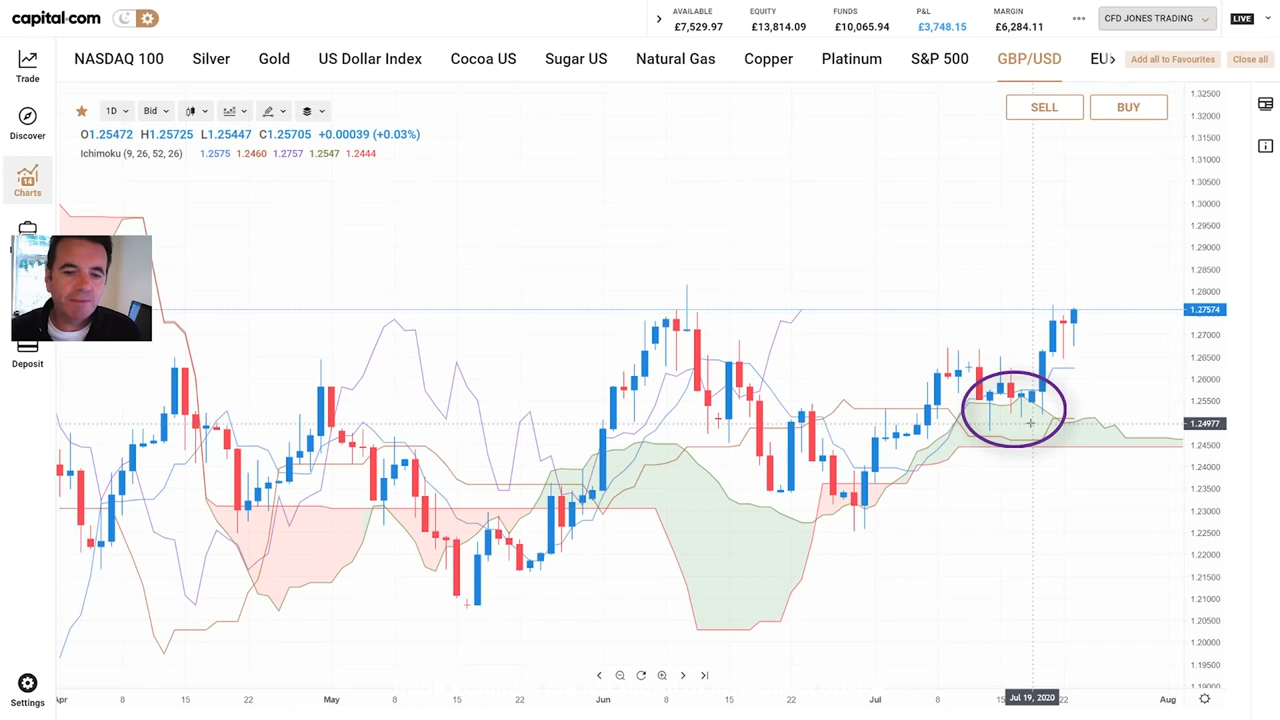 capital.com
AVAILABLE EQUITY FUNDS P&L MARGIN
£7,529.97 £13,814.09 £10,065.94 £3,748.15 £6,284.11
CFD JONES TRADING
LIVE
NASDAQ 100 Silver Gold US Dollar Index Cocoa US Sugar US Natural Gas Copper Platinum S&P 500 GBP/USD EU
Add all to Favourites Close all
Trade
Discover
14
Charts
Deposit
Settings
1D Bid
SELL BUY
O1.25472 H1.25725 L1.25447 C1.25705 +0.00039 (+0.03%)
Ichimoku (9, 26, 52, 26) 1.2575 1.2460 1.2757 1.2547 1.2444
1.32500
1.32000
1.31500
1.31000
1.30500
1.30000
1.29500
1.29000
1.28500
1.28000
1.27574
1.27000
1.26500
1.26000
1.25500
1.24977
1.24500
1.24000
1.23500
1.23000
1.22500
1.22000
1.21500
1.21000
1.20500
1.20000
1.19500
1.19000
Apr 8 15 22 May 8 15 22 Jun 8 15 22 Jul 8 15 Jul 19, 2020 22 Aug